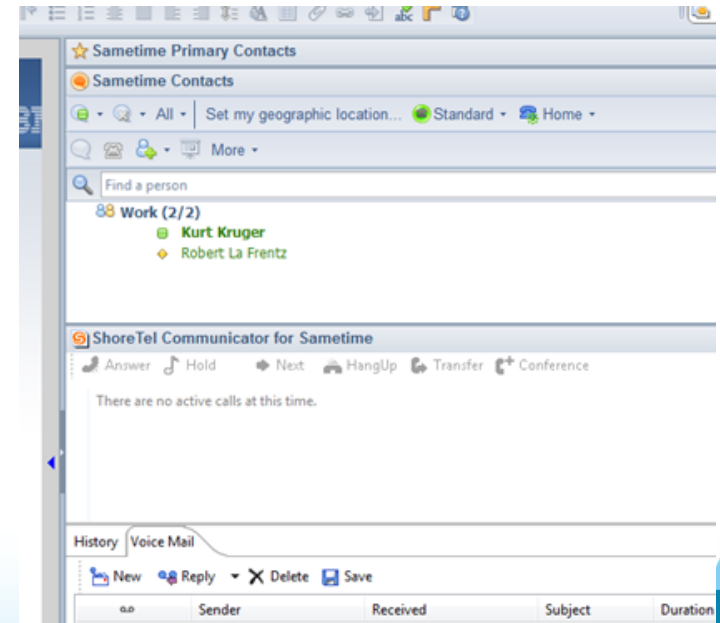 Sametime Primary Contacts
Sametime Contacts
All Set my geographic location... Standard Home
More
Find a person
Work (2/2)
Kurt Kruger
Robert La Frentz
ShoreTel Communicator for Sametime
Answer Hold Next HangUp Transfer Conference
There are no active calls at this time.
History Voice Mail
New Reply Delete Save
Sender Received Subject Duration